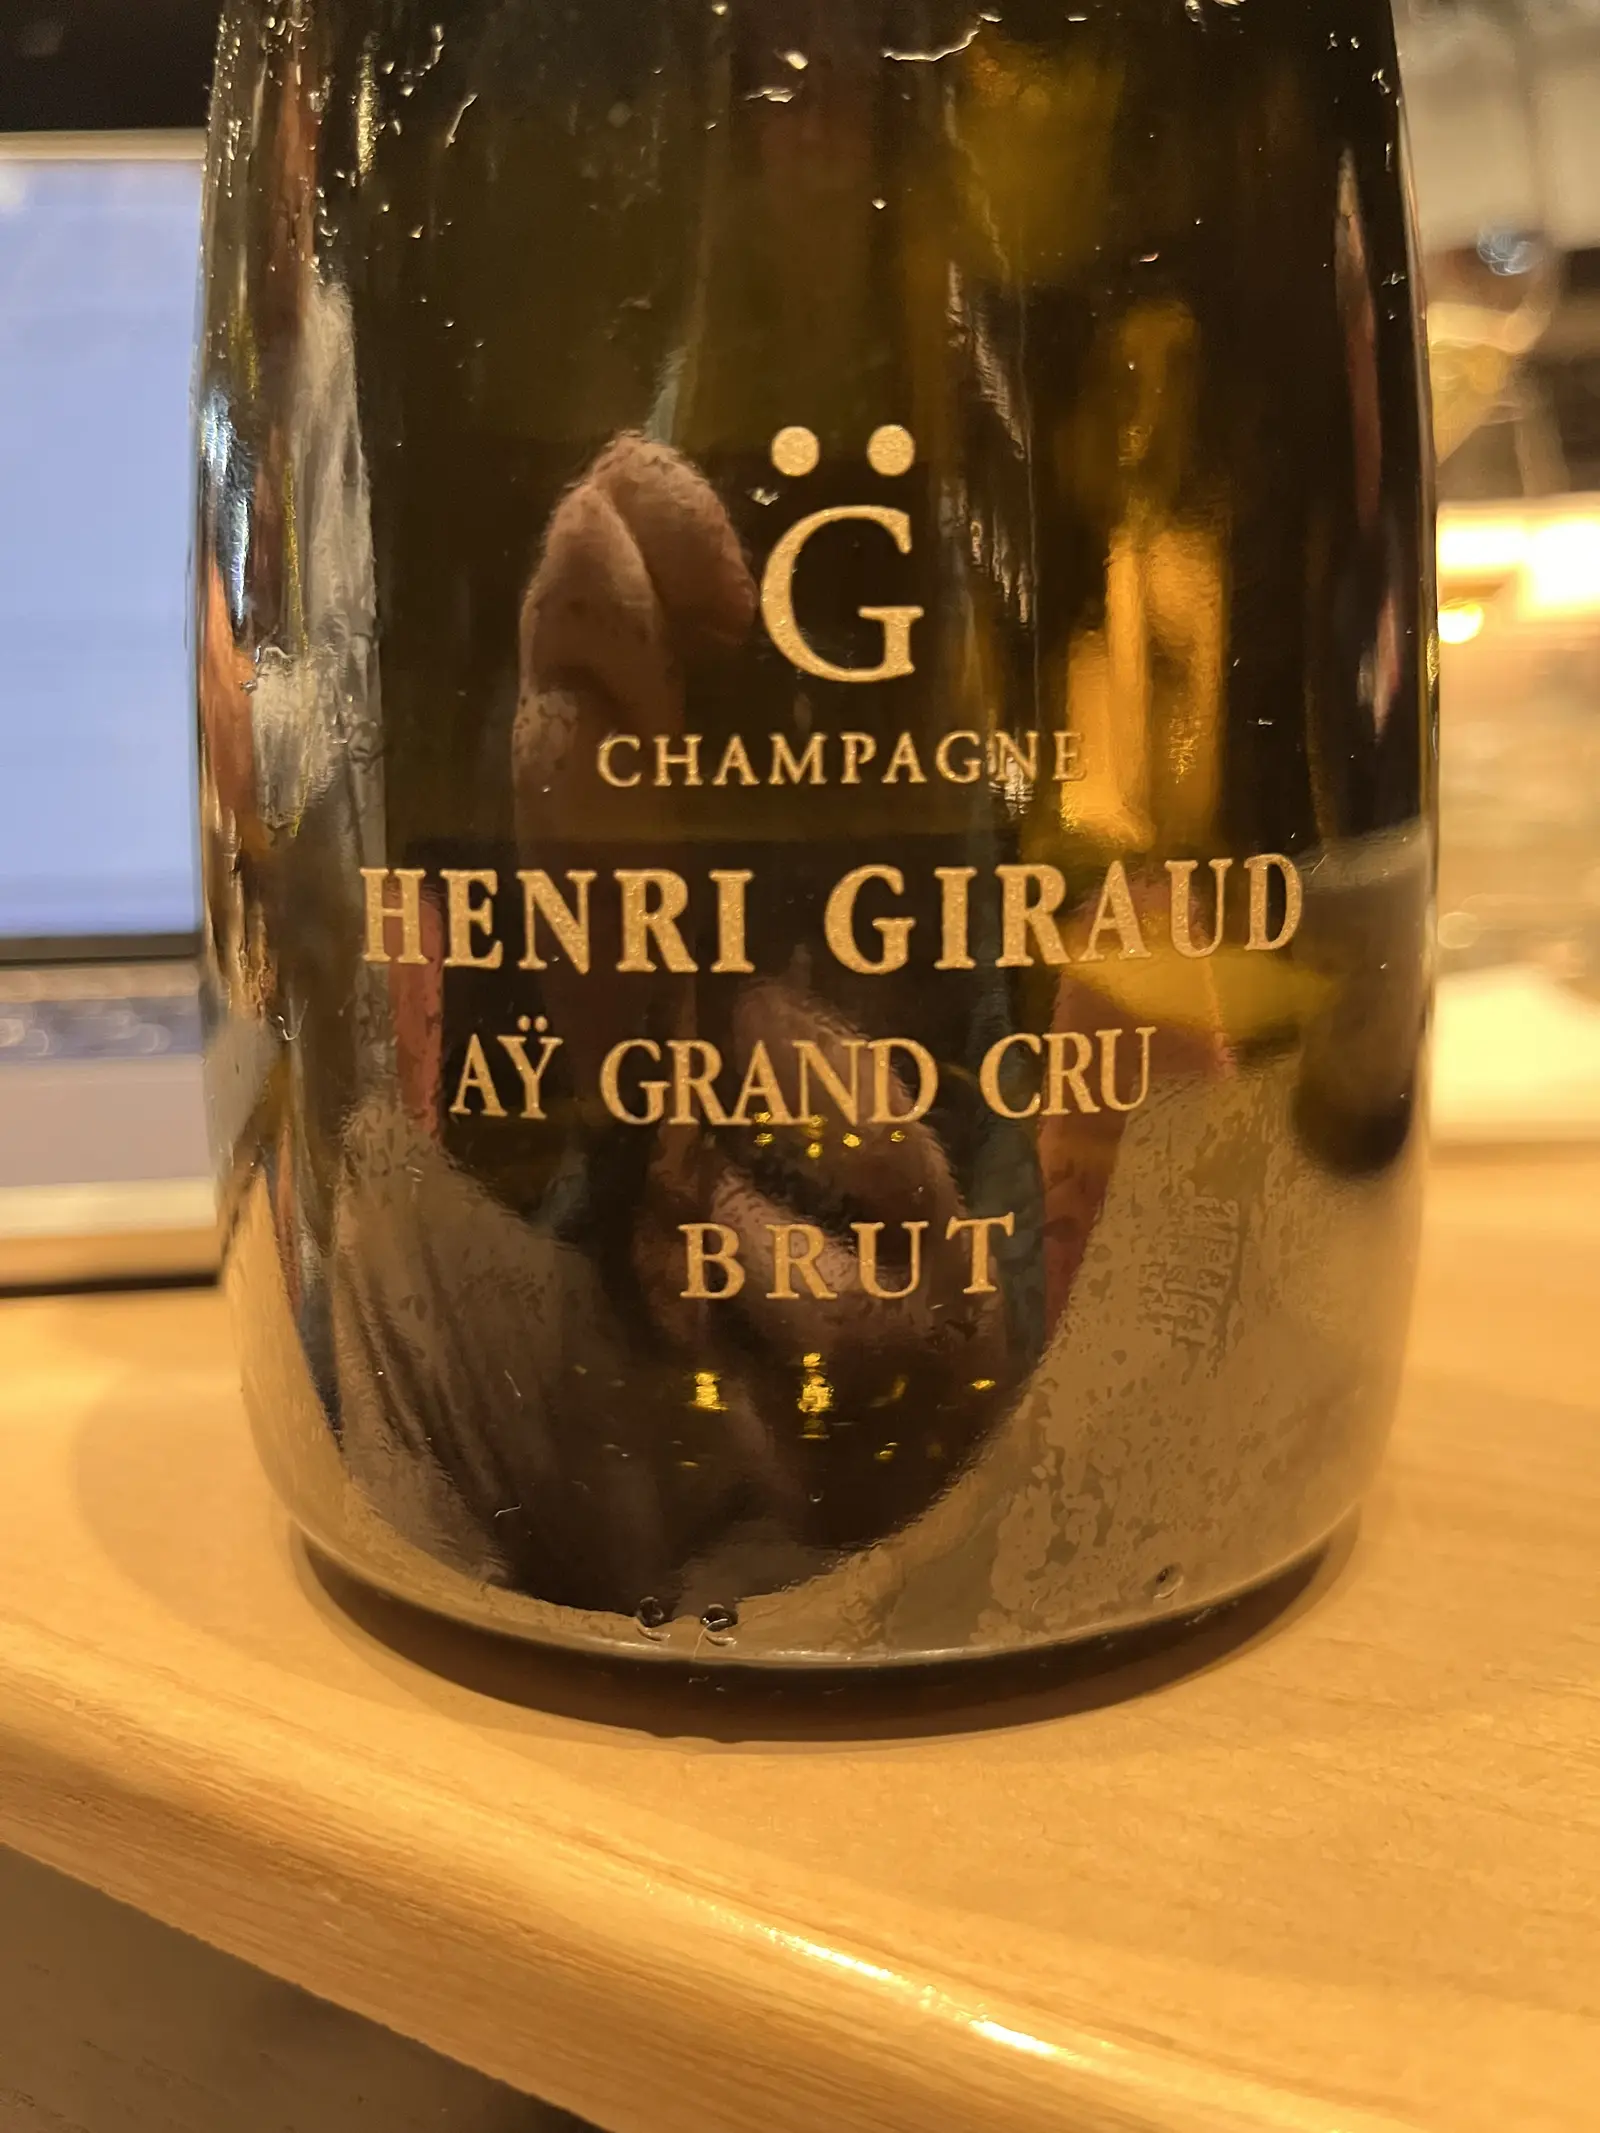 G̈
CHAMPAGNE
HENRI GIRAUD
AŸ GRAND CRU
BRUT